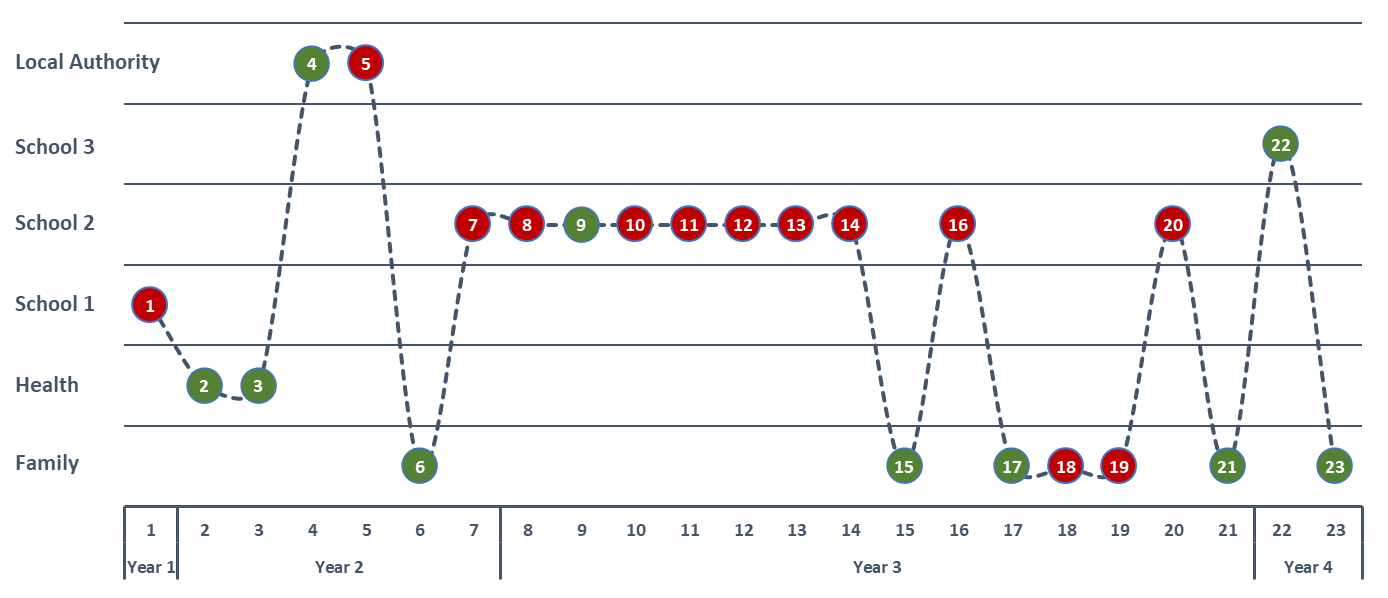 Local Authority
4 5
School 3
22
School 2
7 8 9 10 11 12 13 14 16 20
School 1
1
Health
2 3
Family
6 15 17 18 19 21 23
1 2 3 4 5 6 7 8 9 10 11 12 13 14 15 16 17 18 19 20 21 22 23
Year 1 Year 2 Year 3 Year 4